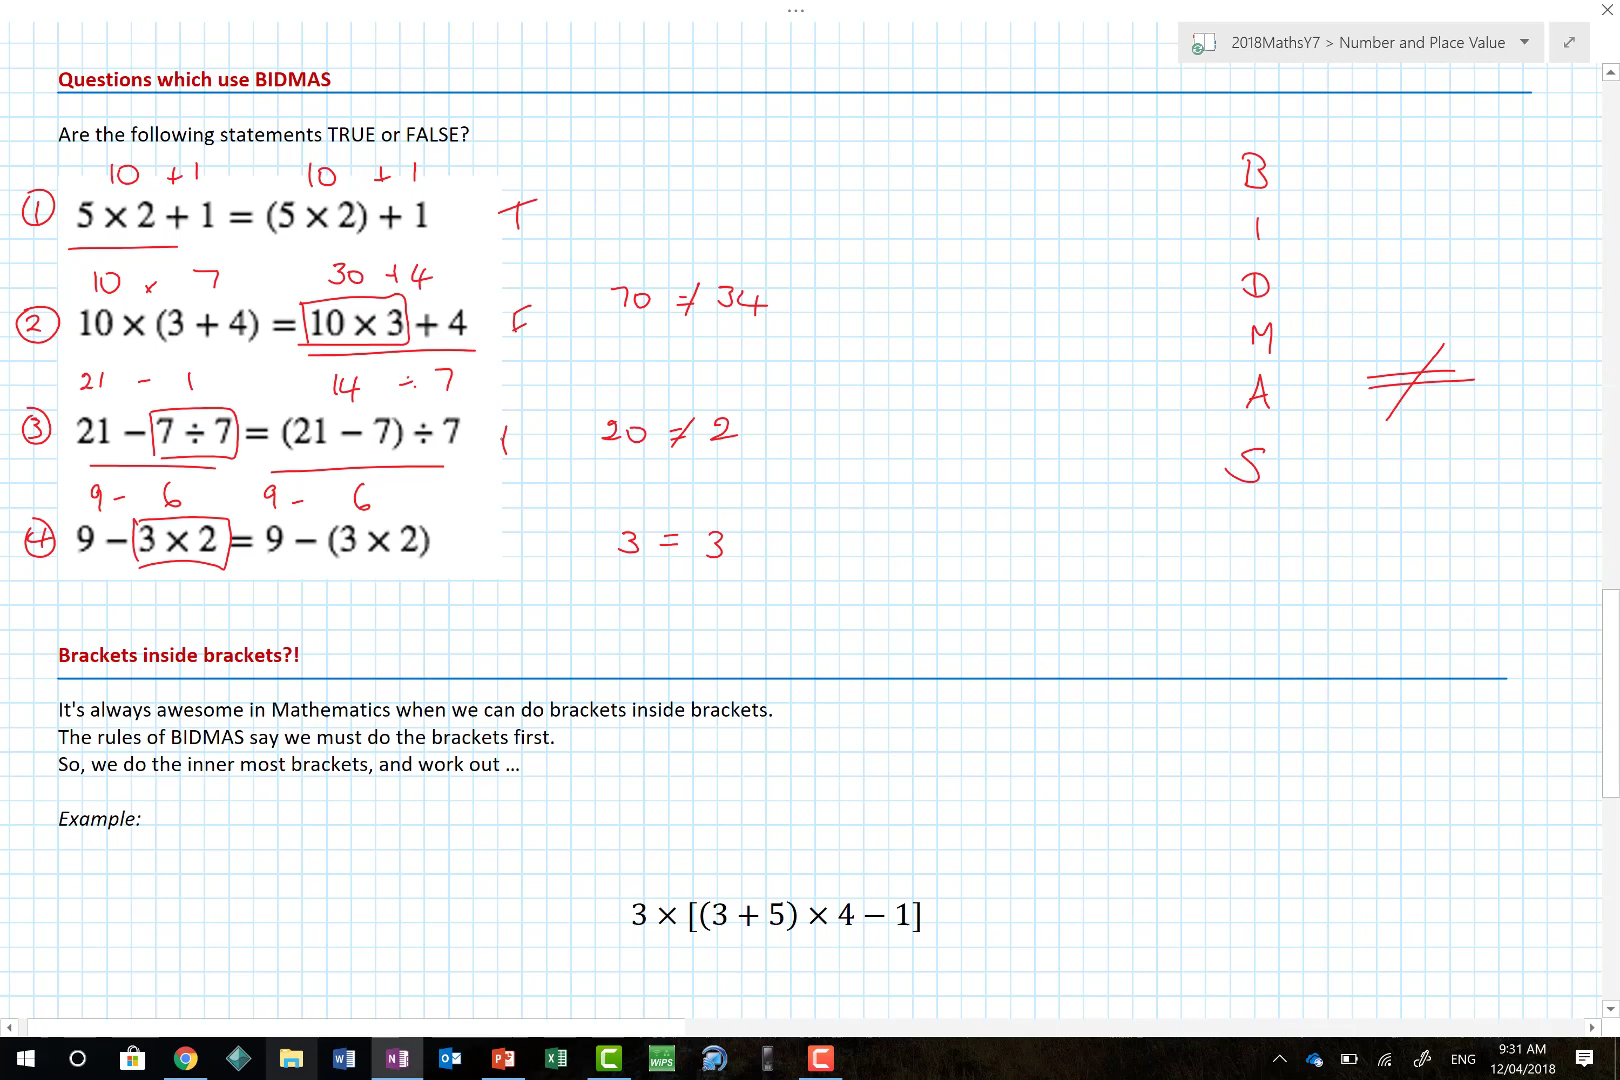 2018MathsY7 > Number and Place Value
Questions which use BIDMAS
Are the following statements TRUE or FALSE?
10 + 1 10 + 1
① 5 × 2 + 1 = (5 × 2) + 1 T
10 × 7 30 + 4
② 10 × (3 + 4) = 10 × 3 + 4 F 70 ≠ 34
21 - 1 14 ÷ 7
③ 21 − 7 ÷ 7 = (21 − 7) ÷ 7 20 ≠ 2
9 - 6 9 - 6
④ 9 − 3 × 2 = 9 − (3 × 2) 3 = 3
B
I
D
M
A
S
≠
Brackets inside brackets?!
It's always awesome in Mathematics when we can do brackets inside brackets.
The rules of BIDMAS say we must do the brackets first.
So, we do the inner most brackets, and work out ...
Example:
3 × [(3 + 5) × 4 − 1]
WIPS
ENG
9:31 AM
12/04/2018